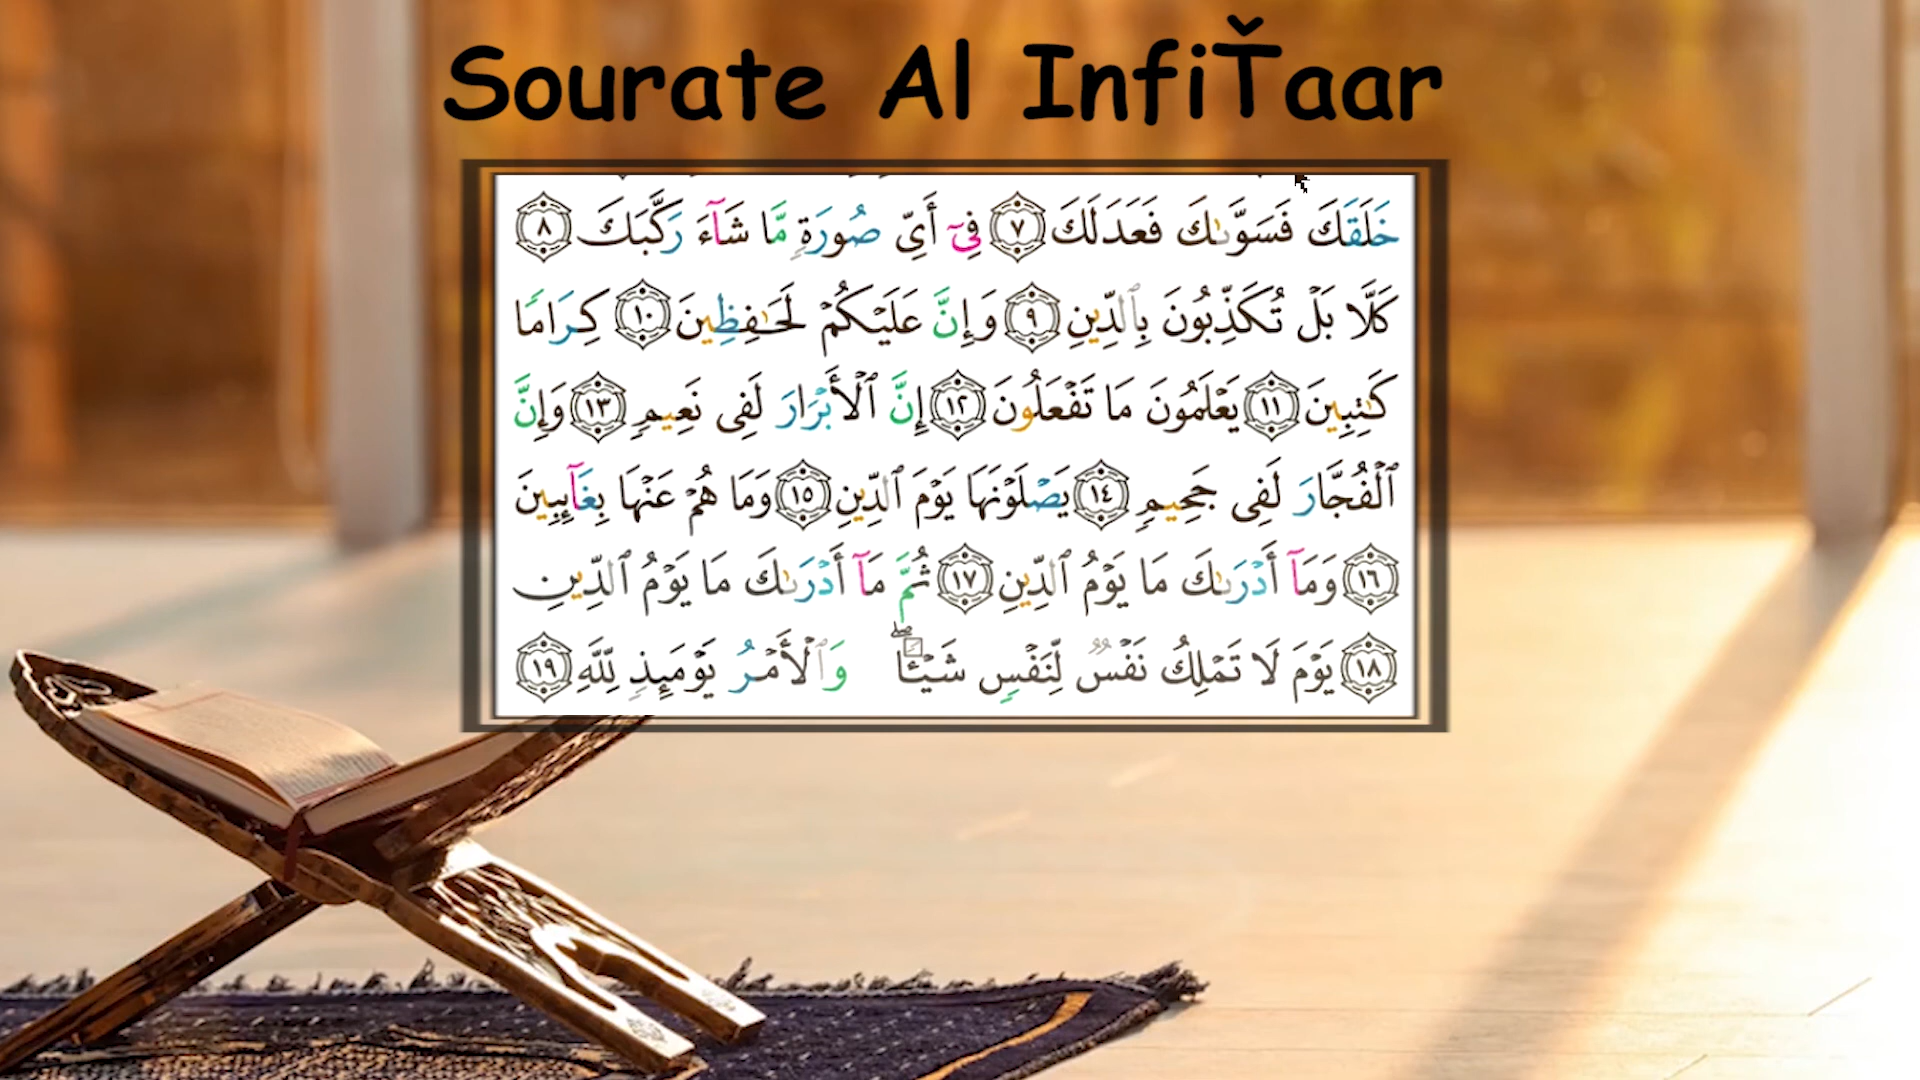 Sourate Al InfiŤaar
خَلَقَكَ فَسَوَّىٰكَ فَعَدَلَكَ ٧ فِىٓ أَىِّ صُورَةٍ مَّا شَآءَ رَكَّبَكَ ٨
كَلَّا بَلْ تُكَذِّبُونَ بِٱلدِّينِ ٩ وَإِنَّ عَلَيْكُمْ لَحَـٰفِظِينَ ١٠ كِرَامًا
كَـٰتِبِينَ ١١ يَعْلَمُونَ مَا تَفْعَلُونَ ١٢ إِنَّ ٱلْأَبْرَارَ لَفِى نَعِيمٍ ١٣ وَإِنَّ
ٱلْفُجَّارَ لَفِى جَحِيمٍ ١٤ يَصْلَوْنَهَا يَوْمَ ٱلدِّينِ ١٥ وَمَا هُمْ عَنْهَا بِغَآئِبِينَ
١٦ وَمَآ أَدْرَىٰكَ مَا يَوْمُ ٱلدِّينِ ١٧ ثُمَّ مَآ أَدْرَىٰكَ مَا يَوْمُ ٱلدِّينِ
١٨ يَوْمَ لَا تَمْلِكُ نَفْسٌ لِّنَفْسٍ شَيْـًٔا ۖ وَٱلْأَمْرُ يَوْمَئِذٍ لِّلَّهِ ١٩